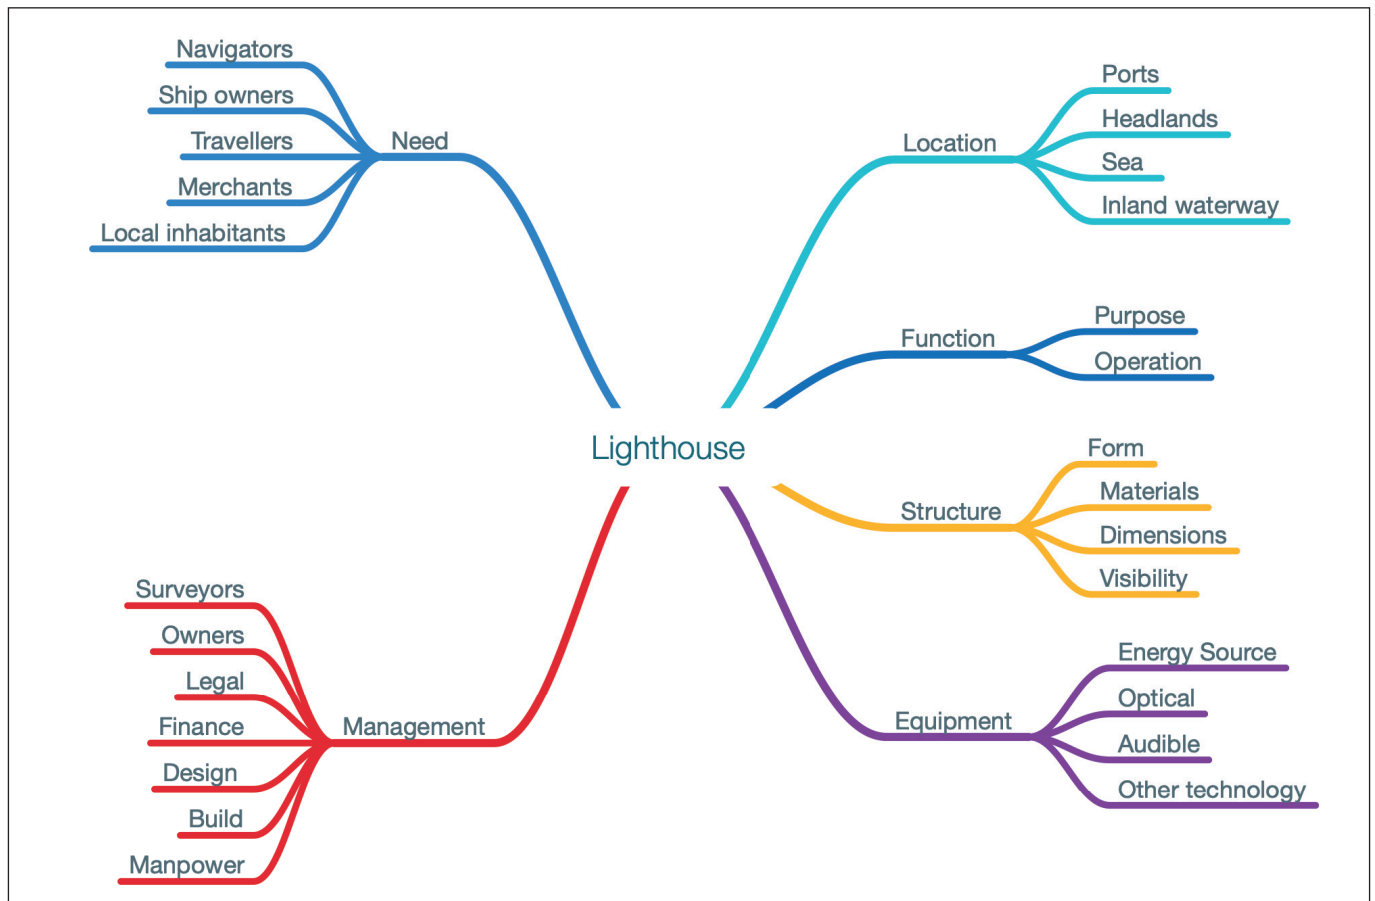 Lighthouse
Need
Navigators
Ship owners
Travellers
Merchants
Local inhabitants
Location
Ports
Headlands
Sea
Inland waterway
Function
Purpose
Operation
Structure
Form
Materials
Dimensions
Visibility
Equipment
Energy Source
Optical
Audible
Other technology
Management
Surveyors
Owners
Legal
Finance
Design
Build
Manpower